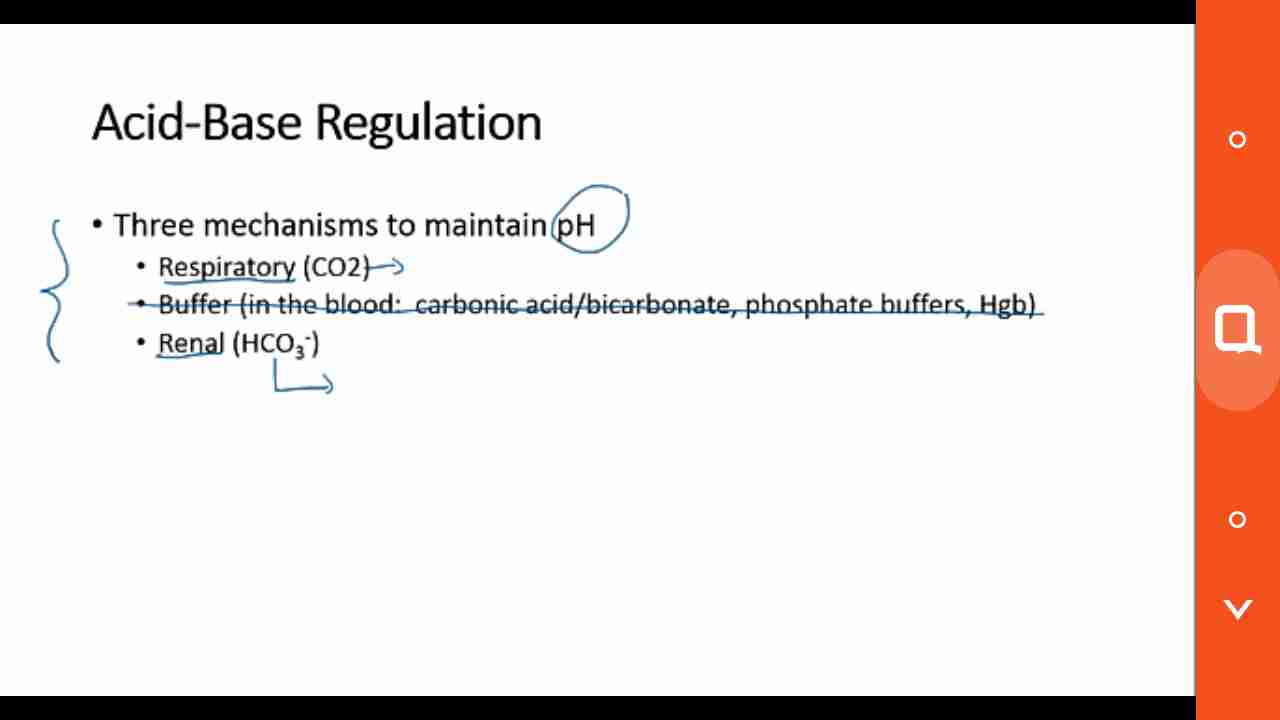 Acid-Base Regulation
• Three mechanisms to maintain pH
• Respiratory (CO2)
• Buffer (in the blood: carbonic acid/bicarbonate, phosphate buffers, Hgb)
• Renal (HCO₃⁻)